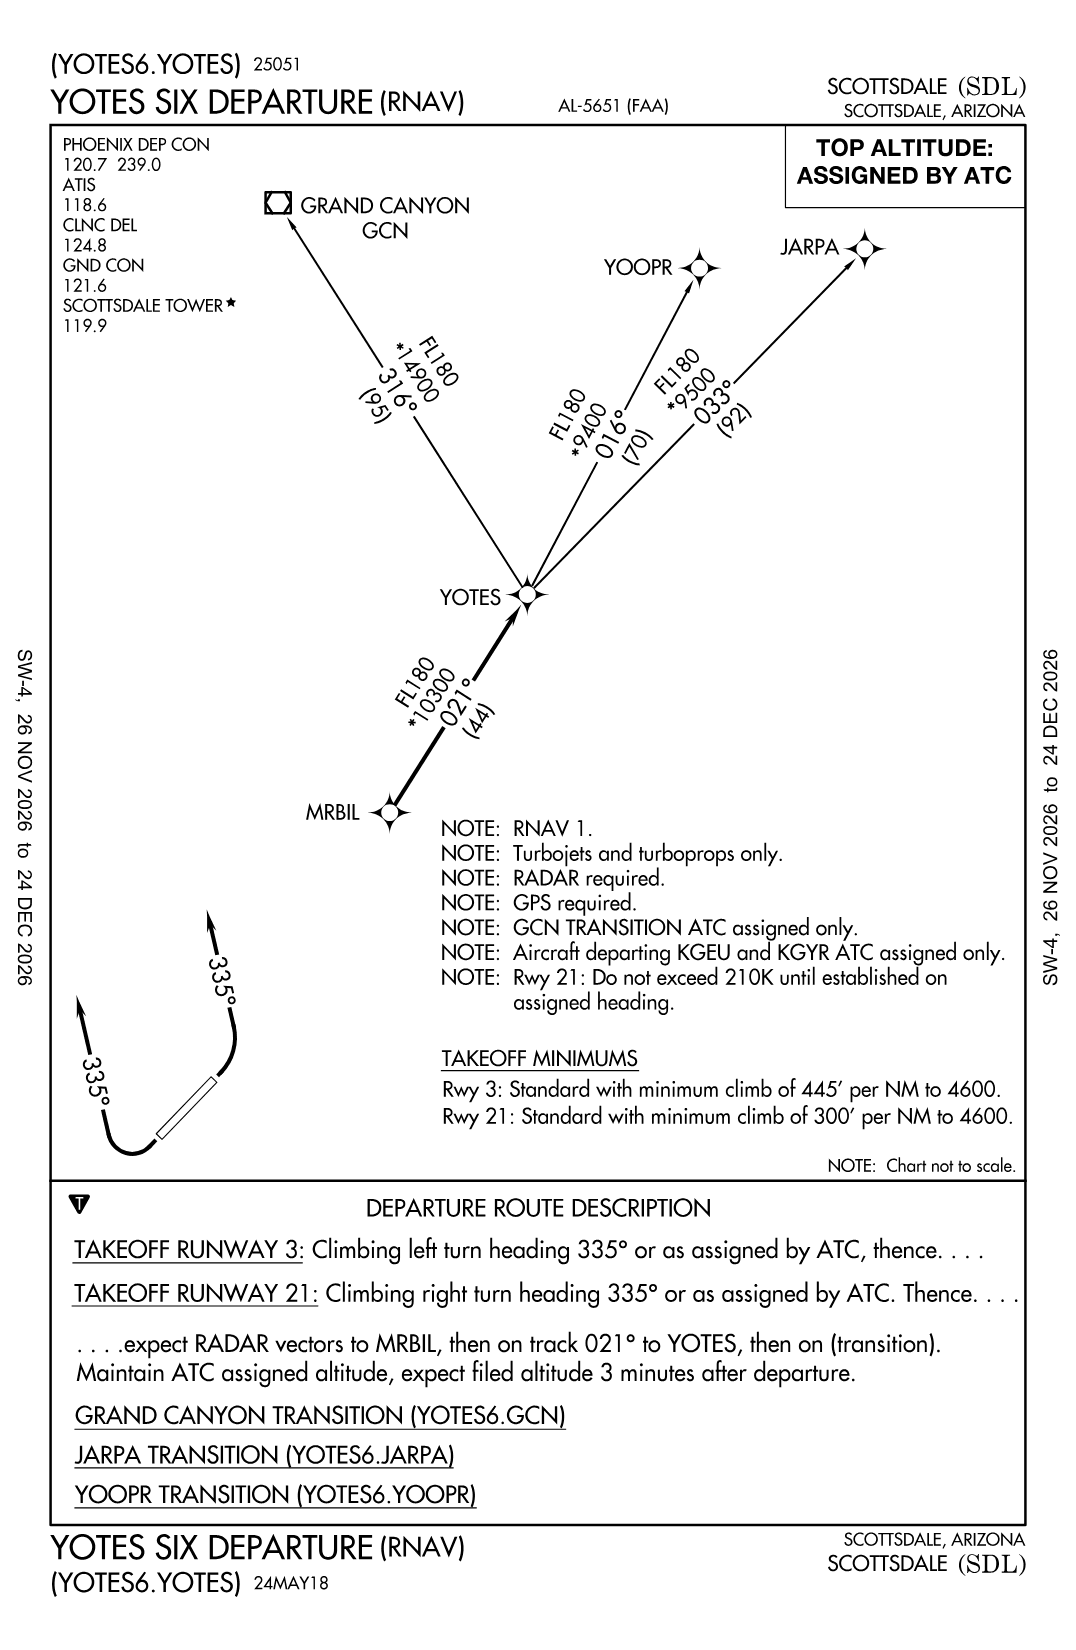 (YOTES6.YOTES) 25051
YOTES SIX DEPARTURE (RNAV)
AL-5651 (FAA)
SCOTTSDALE (SDL)
SCOTTSDALE, ARIZONA
PHOENIX DEP CON
120.7 239.0
ATIS
118.6
CLNC DEL
124.8
GND CON
121.6
SCOTTSDALE TOWER★
119.9
TOP ALTITUDE:
ASSIGNED BY ATC
GRAND CANYON
GCN
YOOPR
JARPA
FL180
*14900
316°
(95)
FL180
*9400
016°
(70)
FL180
*9500
033°
(92)
YOTES
FL180
*10300
021°
(44)
MRBIL
NOTE: RNAV 1.
NOTE: Turbojets and turboprops only.
NOTE: RADAR required.
NOTE: GPS required.
NOTE: GCN TRANSITION ATC assigned only.
NOTE: Aircraft departing KGEU and KGYR ATC assigned only.
NOTE: Rwy 21: Do not exceed 210K until established on
assigned heading.
335°
335°
TAKEOFF MINIMUMS
Rwy 3: Standard with minimum climb of 445′ per NM to 4600.
Rwy 21: Standard with minimum climb of 300′ per NM to 4600.
NOTE: Chart not to scale.
T
DEPARTURE ROUTE DESCRIPTION
TAKEOFF RUNWAY 3: Climbing left turn heading 335° or as assigned by ATC, thence. . . .
TAKEOFF RUNWAY 21: Climbing right turn heading 335° or as assigned by ATC. Thence. . . .
. . . .expect RADAR vectors to MRBIL, then on track 021° to YOTES, then on (transition).
Maintain ATC assigned altitude, expect filed altitude 3 minutes after departure.
GRAND CANYON TRANSITION (YOTES6.GCN)
JARPA TRANSITION (YOTES6.JARPA)
YOOPR TRANSITION (YOTES6.YOOPR)
YOTES SIX DEPARTURE (RNAV)
(YOTES6.YOTES) 24MAY18
SCOTTSDALE, ARIZONA
SCOTTSDALE (SDL)
SW-4, 26 NOV 2026 to 24 DEC 2026
SW-4, 26 NOV 2026 to 24 DEC 2026